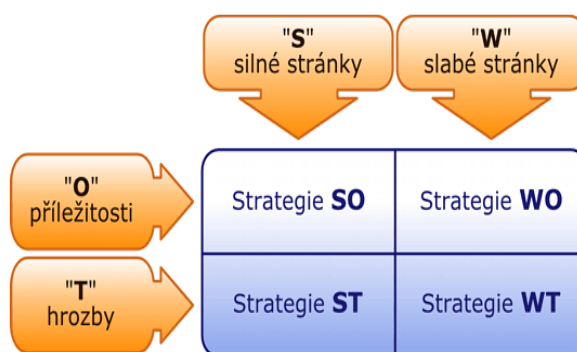 "S"
silné stránky
"W"
slabé stránky
"O"
příležitosti
Strategie SO
Strategie WO
"T"
hrozby
Strategie ST
Strategie WT